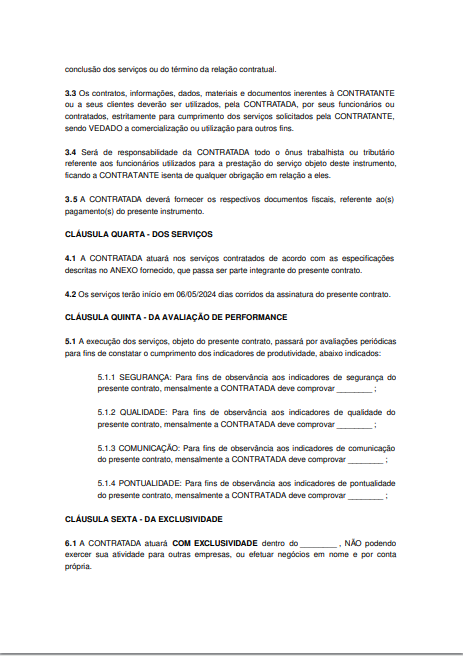 conclusão dos serviços ou do término da relação contratual.
3.3 Os contratos, informações, dados, materiais e documentos inerentes à CONTRATANTE
ou a seus clientes deverão ser utilizados, pela CONTRATADA, por seus funcionários ou
contratados, estritamente para cumprimento dos serviços solicitados pela CONTRATANTE,
sendo VEDADO a comercialização ou utilização para outros fins.
3.4 Será de responsabilidade da CONTRATADA todo o ônus trabalhista ou tributário
referente aos funcionários utilizados para a prestação do serviço objeto deste instrumento,
ficando a CONTRATANTE isenta de qualquer obrigação em relação a eles.
3.5 A CONTRATADA deverá fornecer os respectivos documentos fiscais, referente ao(s)
pagamento(s) do presente instrumento.
CLÁUSULA QUARTA - DOS SERVIÇOS
4.1 A CONTRATADA atuará nos serviços contratados de acordo com as especificações
descritas no ANEXO fornecido, que passa ser parte integrante do presente contrato.
4.2 Os serviços terão início em 06/05/2024 dias corridos da assinatura do presente contrato.
CLÁUSULA QUINTA - DA AVALIAÇÃO DE PERFORMANCE
5.1 A execução dos serviços, objeto do presente contrato, passará por avaliações periódicas
para fins de constatar o cumprimento dos indicadores de produtividade, abaixo indicados:
5.1.1 SEGURANÇA: Para fins de observância aos indicadores de segurança do
presente contrato, mensalmente a CONTRATADA deve comprovar ________ ;
5.1.2 QUALIDADE: Para fins de observância aos indicadores de qualidade do
presente contrato, mensalmente a CONTRATADA deve comprovar ________ ;
5.1.3 COMUNICAÇÃO: Para fins de observância aos indicadores de comunicação
do presente contrato, mensalmente a CONTRATADA deve comprovar ________ ;
5.1.4 PONTUALIDADE: Para fins de observância aos indicadores de pontualidade
do presente contrato, mensalmente a CONTRATADA deve comprovar ________ ;
CLÁUSULA SEXTA - DA EXCLUSIVIDADE
6.1 A CONTRATADA atuará COM EXCLUSIVIDADE dentro do ________ , NÃO podendo
exercer sua atividade para outras empresas, ou efetuar negócios em nome e por conta
própria.